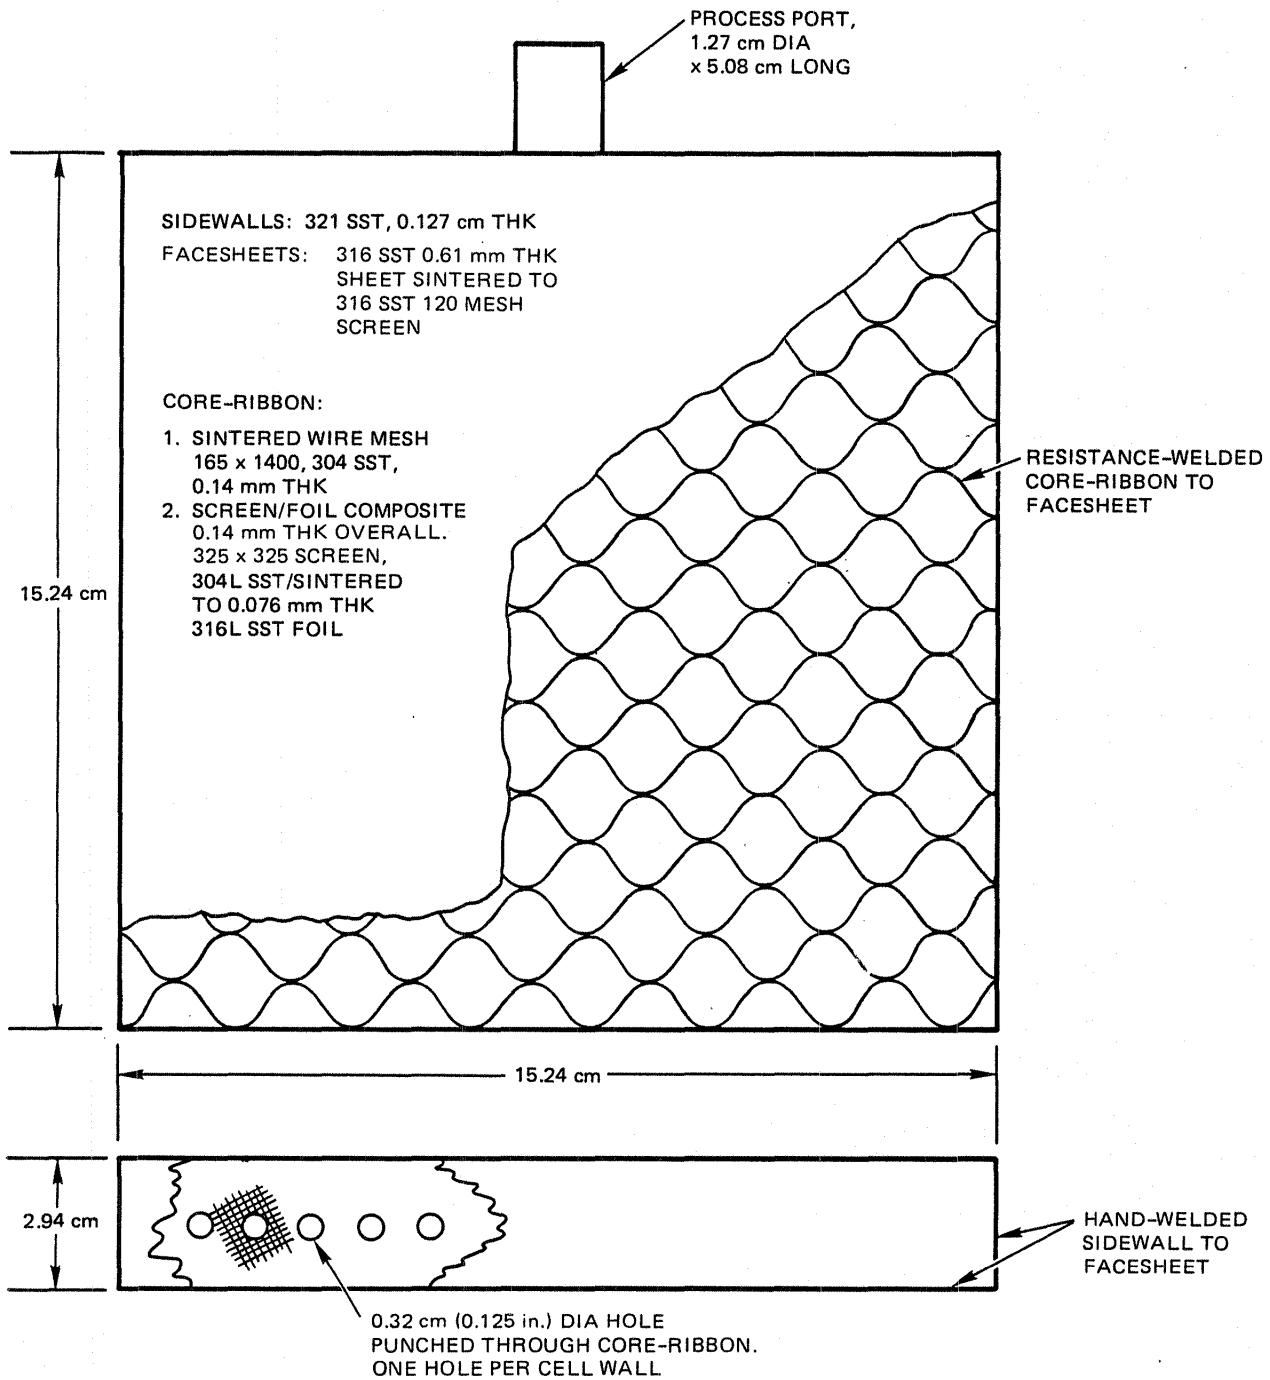 PROCESS PORT,
1.27 cm DIA
x 5.08 cm LONG
SIDEWALLS: 321 SST, 0.127 cm THK
FACESHEETS: 316 SST 0.61 mm THK
SHEET SINTERED TO
316 SST 120 MESH
SCREEN
CORE-RIBBON:
1. SINTERED WIRE MESH
165 x 1400, 304 SST,
0.14 mm THK
2. SCREEN/FOIL COMPOSITE
0.14 mm THK OVERALL.
325 x 325 SCREEN,
304L SST/SINTERED
TO 0.076 mm THK
316L SST FOIL
RESISTANCE-WELDED
CORE-RIBBON TO
FACESHEET
15.24 cm
15.24 cm
2.94 cm
HAND-WELDED
SIDEWALL TO
FACESHEET
0.32 cm (0.125 in.) DIA HOLE
PUNCHED THROUGH CORE-RIBBON.
ONE HOLE PER CELL WALL